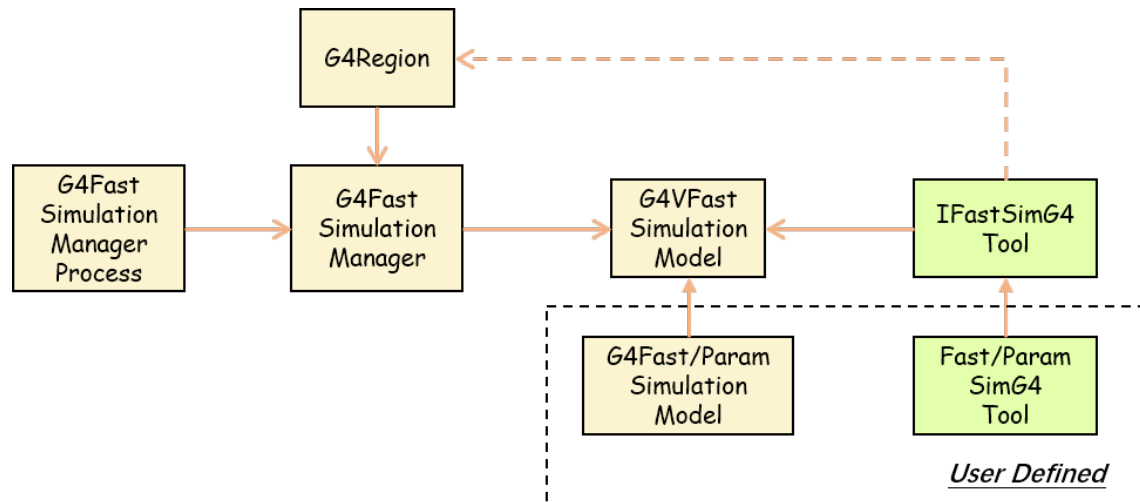 G4Region
G4Fast
Simulation
Manager
Process
G4Fast
Simulation
Manager
G4VFast
Simulation
Model
IFastSimG4
Tool
G4Fast/Param
Simulation
Model
Fast/Param
SimG4
Tool
User Defined